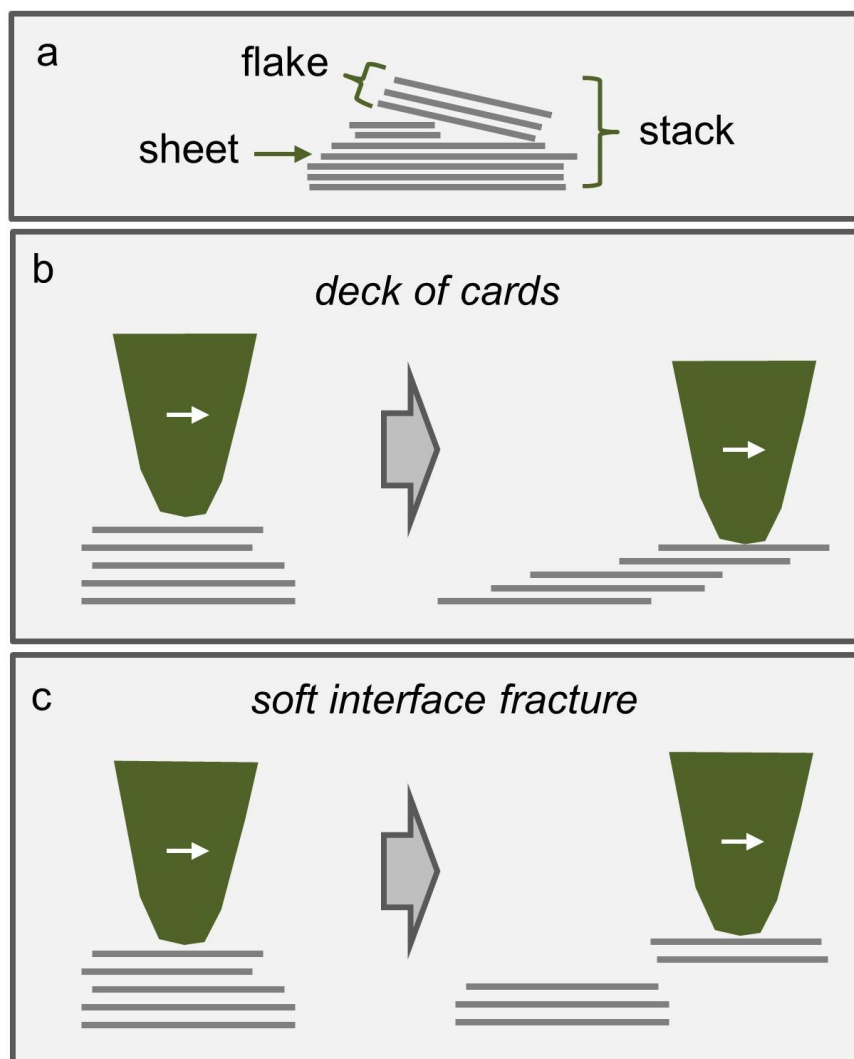 a
flake
sheet
stack
b
deck of cards
c
soft interface fracture